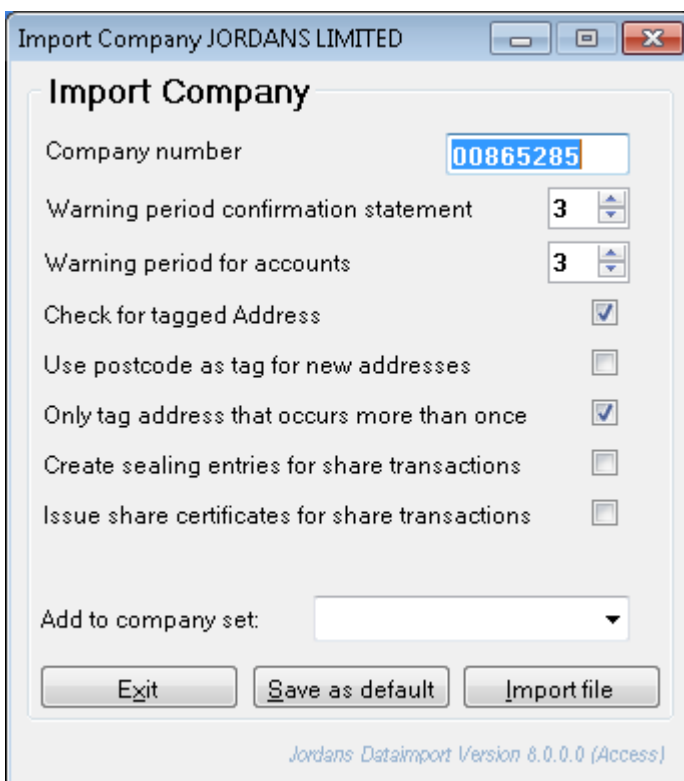 Import Company JORDANS LIMITED
Import Company
Company number 00865285
Warning period confirmation statement 3
Warning period for accounts 3
Check for tagged Address
Use postcode as tag for new addresses
Only tag address that occurs more than once
Create sealing entries for share transactions
Issue share certificates for share transactions
Add to company set:
Exit Save as default Import file
Jordans Dataimport Version 8.0.0.0 (Access)